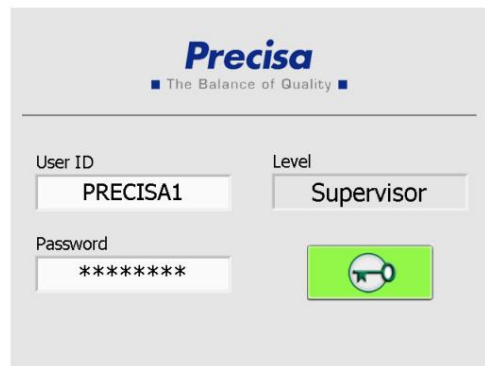 Precisa
■ The Balance of Quality ■
User ID
Level
PRECISA1
Supervisor
Password
********